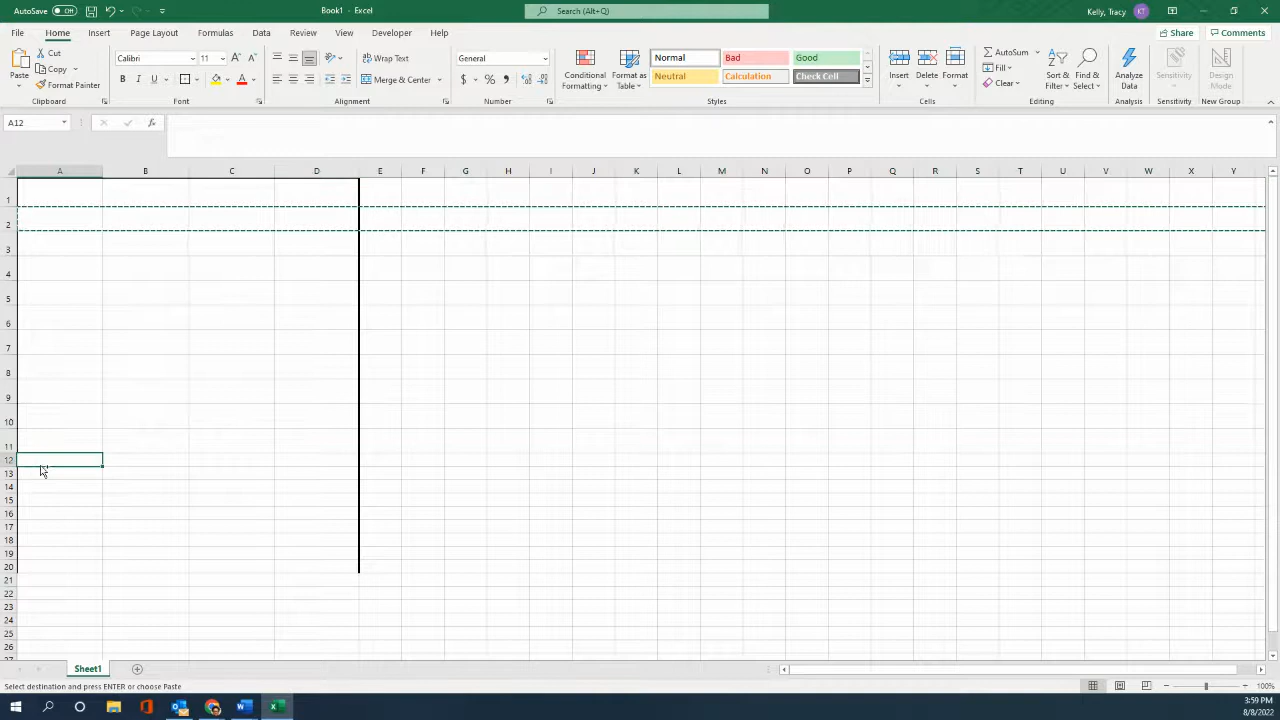 AutoSave Off Book1 - Excel Search (Alt+Q) Kelly, Tracy KT
File Home Insert Page Layout Formulas Data Review View Developer Help Share Comments
Paste Cut Copy Format Painter
Clipboard
Calibri 11 A A
B I U A
Font
Wrap Text
Merge & Center
Alignment
General
$ % ,
Number
Conditional Formatting
Format as Table
Normal Bad Good
Neutral Calculation Check Cell
Styles
Insert Delete Format
Cells
AutoSum
Fill
Clear
Sort & Filter
Find & Select
Editing
Analyze Data
Analysis
Sensitivity
Sensitivity
Design Mode
New Group
A12 fx
A B C D E F G H I J K L M N O P Q R S T U V W X Y
1
2
3
4
5
6
7
8
9
10
11
12
13
14
15
16
17
18
19
20
21
22
23
24
25
26
27
Sheet1
Select destination and press ENTER or choose Paste 100%
3:59 PM
8/8/2022